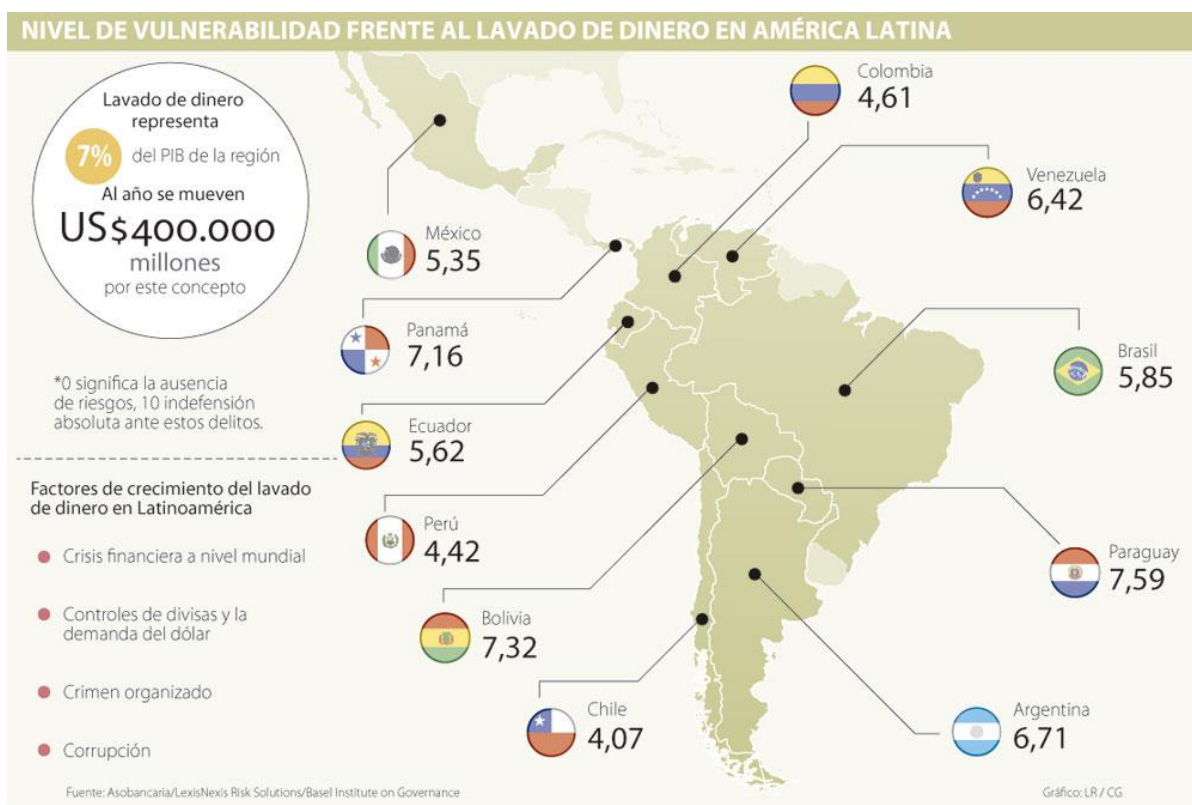 NIVEL DE VULNERABILIDAD FRENTE AL LAVADO DE DINERO EN AMÉRICA LATINA
Lavado de dinero
representa
7% del PIB de la región
Al año se mueven
US$400.000
millones
por este concepto
*0 significa la ausencia
de riesgos, 10 indefensión
absoluta ante estos delitos.
Factores de crecimiento del lavado
de dinero en Latinoamérica
Crisis financiera a nivel mundial
Controles de divisas y la
demanda del dólar
Crimen organizado
Corrupción
Colombia
4,61
Venezuela
6,42
México
5,35
Panamá
7,16
Brasil
5,85
Ecuador
5,62
Perú
4,42
Paraguay
7,59
Bolivia
7,32
Chile
4,07
Argentina
6,71
Fuente: Asobancaria/LexisNexis Risk Solutions/Basel Institute on Governance
Gráfico: LR / CG